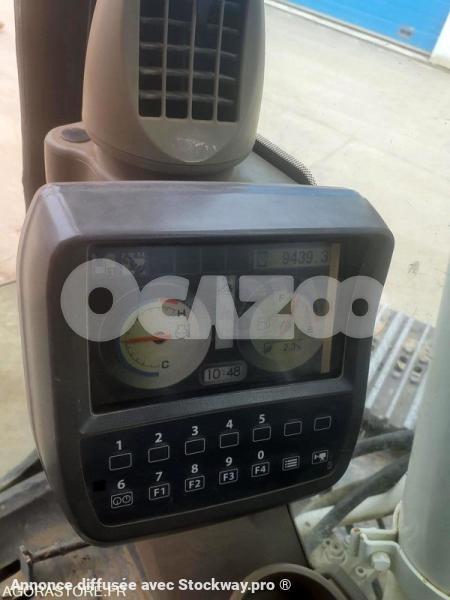 9439.3
OCAZOO
H
F
C
10:48
1 2 3 4 5
6 7 8 9 0
F1 F2 F3 F4
AGORASTORE.FR
Annonce diffusée avec Stockway.pro ®